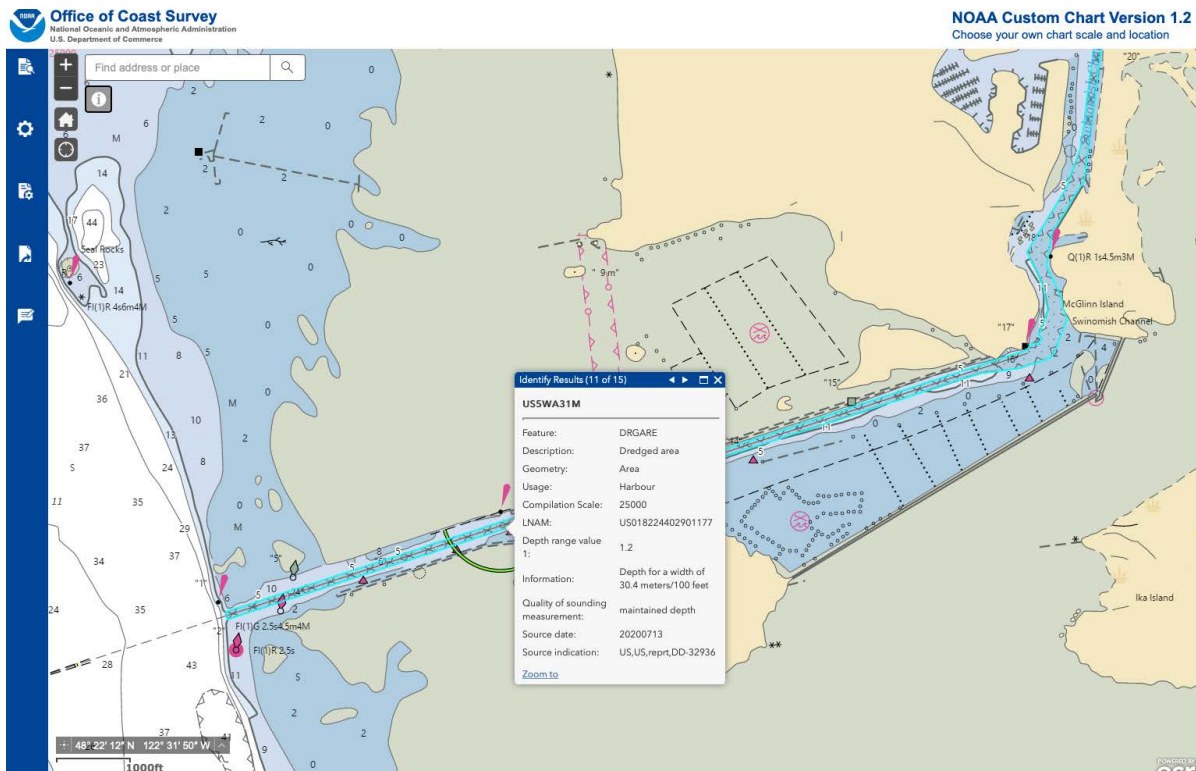 NOAA
Office of Coast Survey
National Oceanic and Atmospheric Administration
U.S. Department of Commerce
NOAA Custom Chart Version 1.2
Choose your own chart scale and location
Find address or place
Seal Rocks
Fl(1)R 4s6m4M
"20"
Q(1)R 1s4.5m3M
McGlinn Island
Swinomish Channel
"17"
" 9 m"
"15"
Identify Results (11 of 15)
US5WA31M
Feature: DRGARE
Description: Dredged area
Geometry: Area
Usage: Harbour
Compilation Scale: 25000
LNAM: US018224402901177
Depth range value 1: 1.2
Information: Depth for a width of 30.4 meters/100 feet
Quality of sounding measurement: maintained depth
Source date: 20200713
Source indication: US,US,reprt,DD-32936
Zoom to
"5"
"1"
"2"
Fl(1)G 2.5s4.5m4M
Fl(1)R 2.5s
Ika Island
48° 22' 12" N 122° 31' 50" W
1000ft
POWERED BY
esri